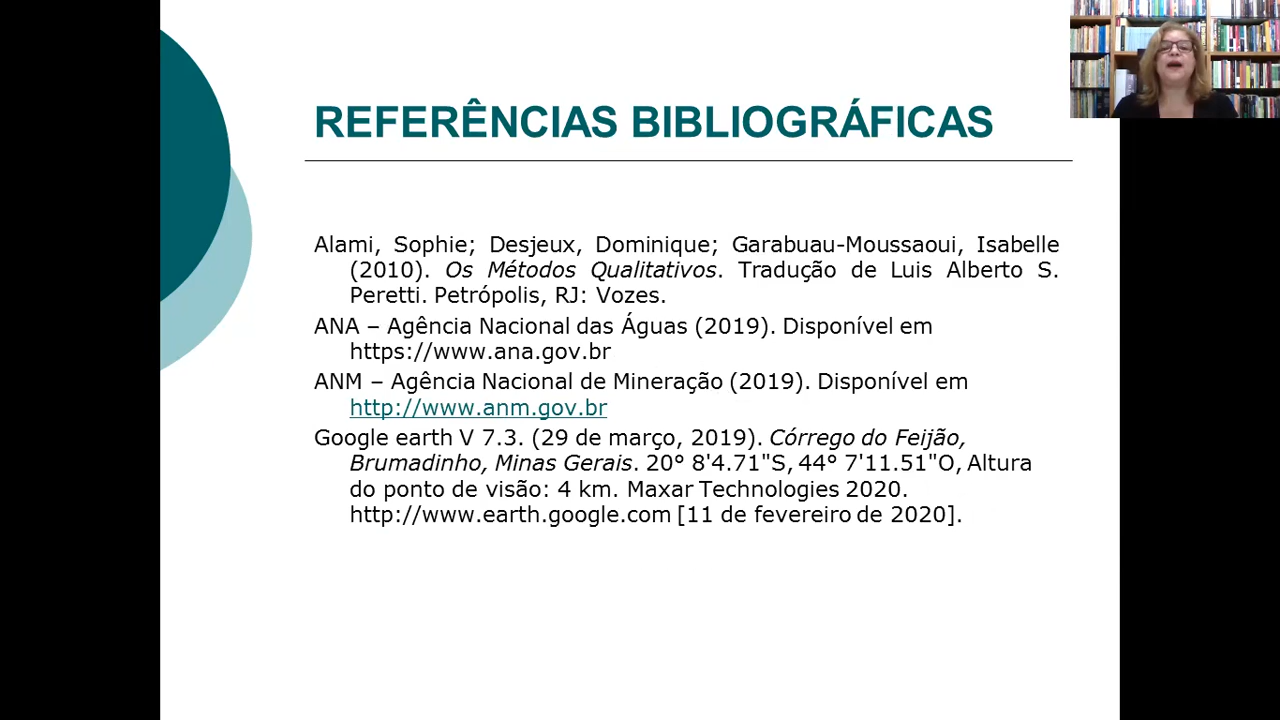 REFERÊNCIAS BIBLIOGRÁFICAS
Alami, Sophie; Desjeux, Dominique; Garabuau-Moussaoui, Isabelle
(2010). Os Métodos Qualitativos. Tradução de Luis Alberto S.
Peretti. Petrópolis, RJ: Vozes.
ANA – Agência Nacional das Águas (2019). Disponível em
https://www.ana.gov.br
ANM – Agência Nacional de Mineração (2019). Disponível em
http://www.anm.gov.br
Google earth V 7.3. (29 de março, 2019). Córrego do Feijão,
Brumadinho, Minas Gerais. 20° 8'4.71"S, 44° 7'11.51"O, Altura
do ponto de visão: 4 km. Maxar Technologies 2020.
http://www.earth.google.com [11 de fevereiro de 2020].